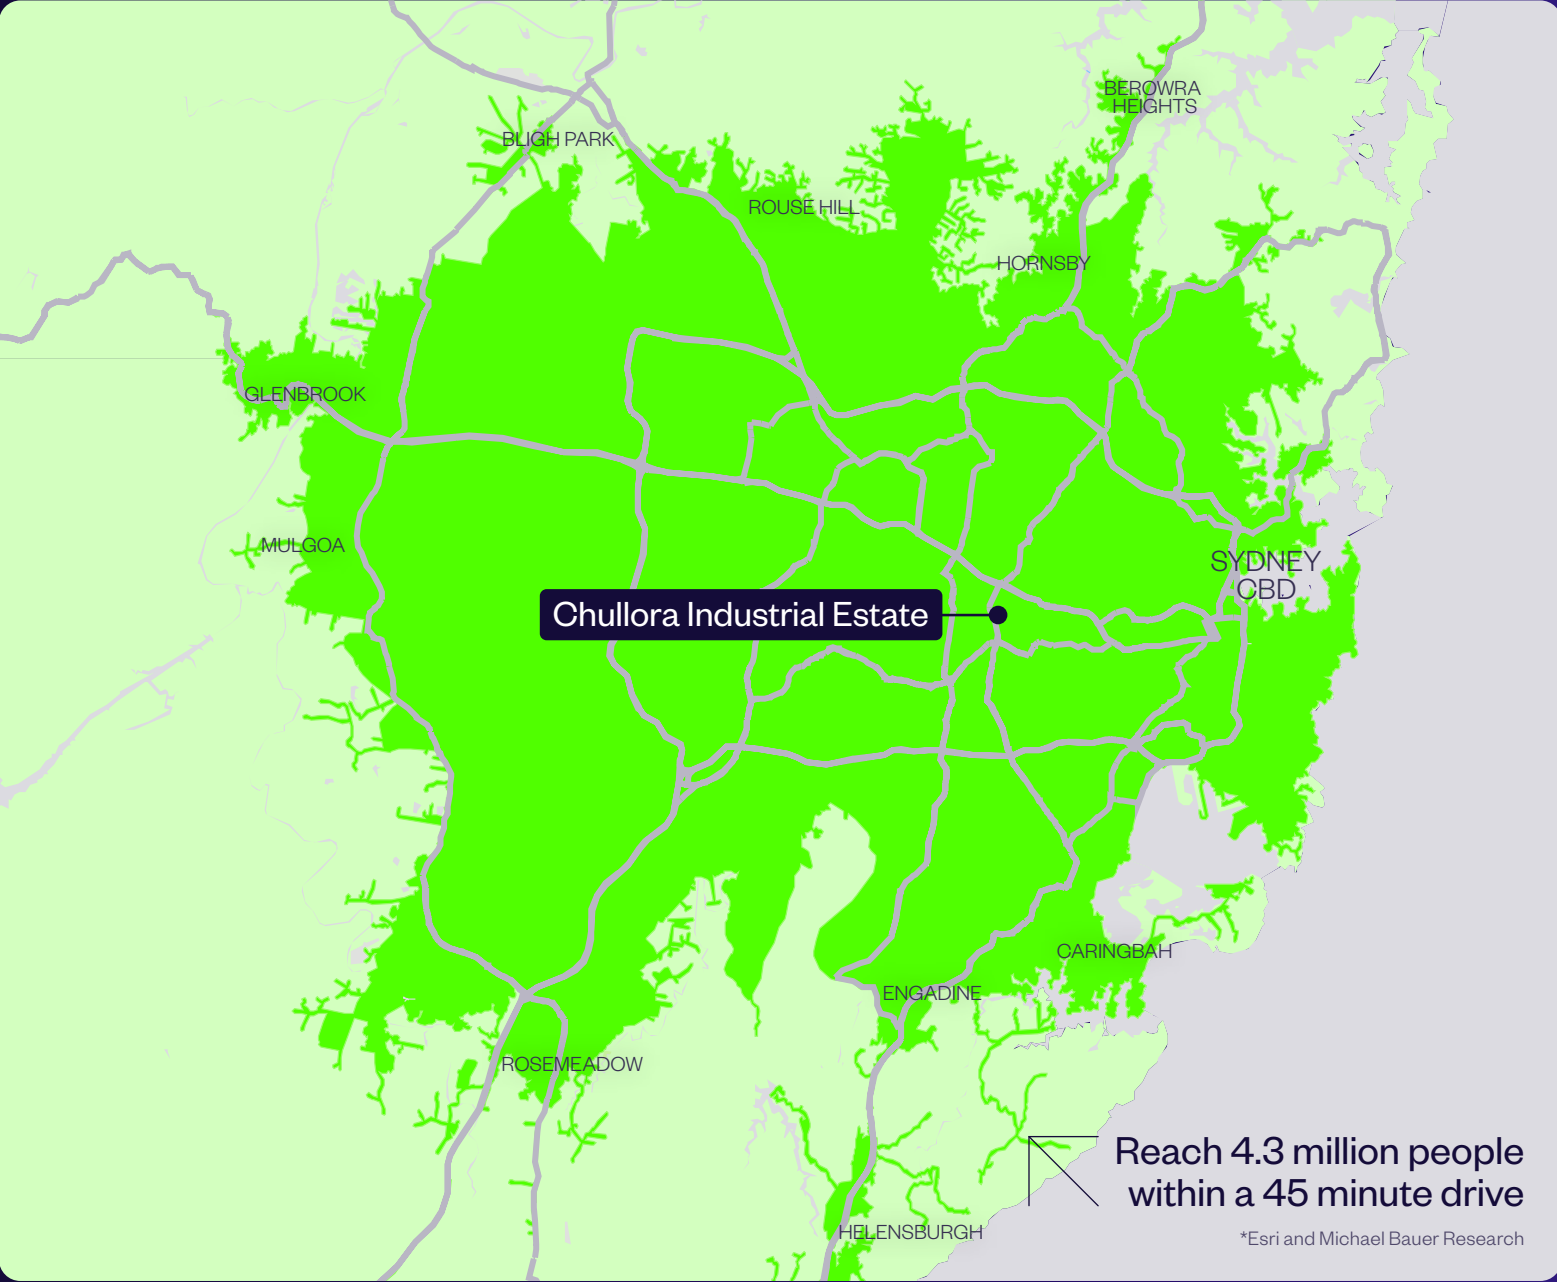 BEROWRA
HEIGHTS
BLIGH PARK
ROUSE HILL
HORNSBY
GLENBROOK
MULGOA
SYDNEY
CBD
Chullora Industrial Estate
CARINGBAH
ENGADINE
ROSEMEADOW
Reach 4.3 million people
within a 45 minute drive
HELENSBURGH
*Esri and Michael Bauer Research